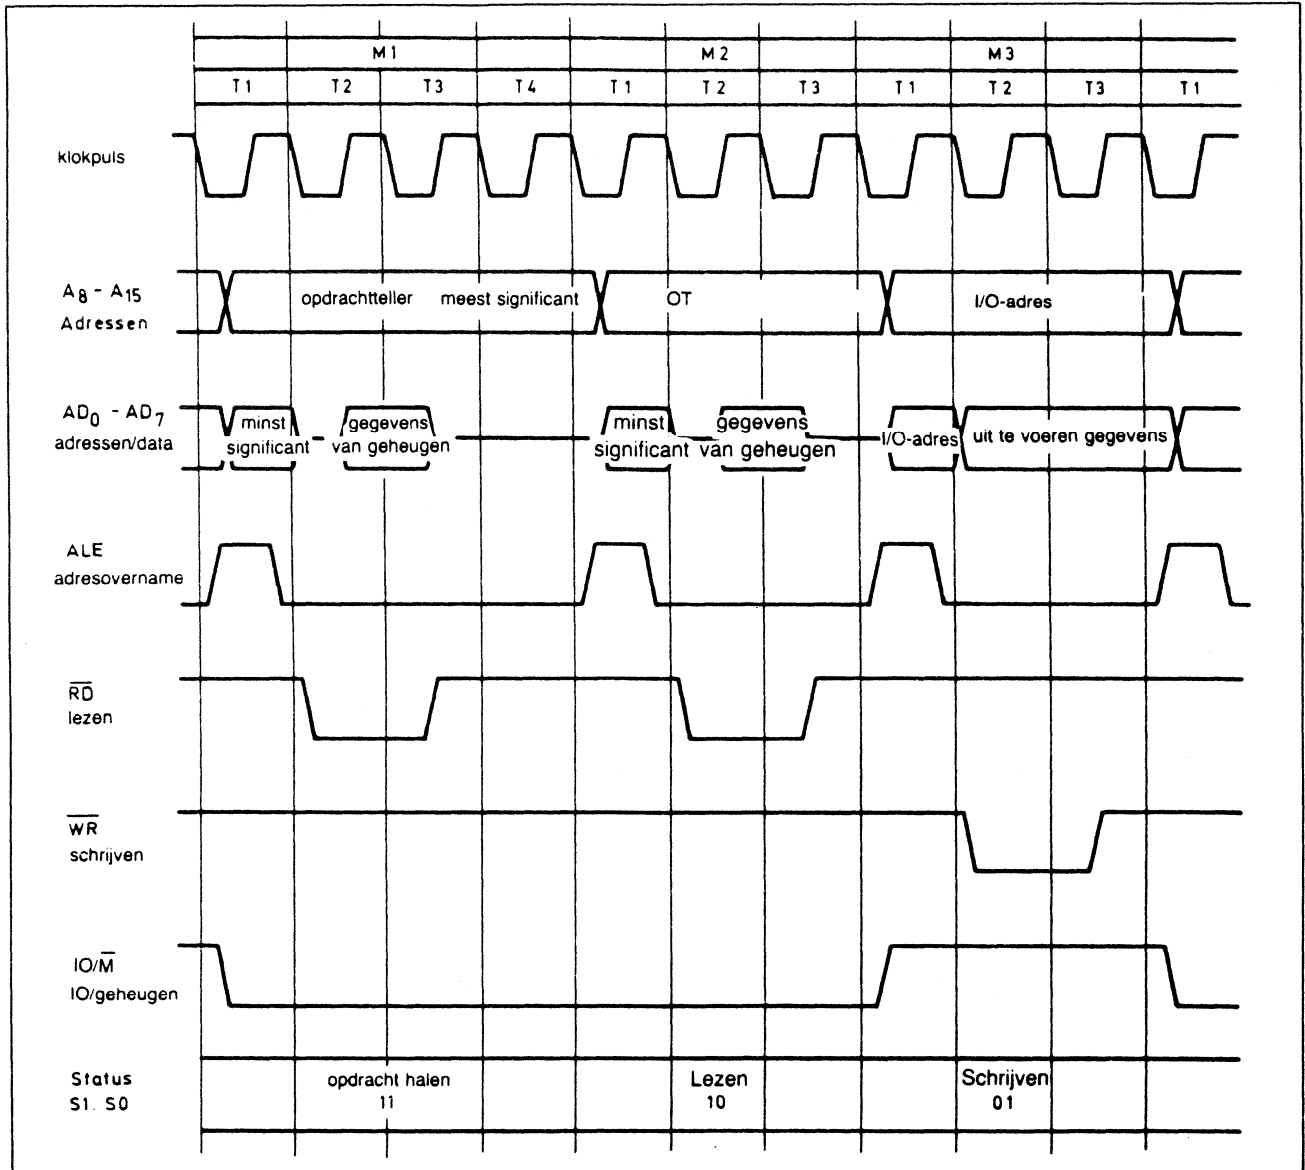 M1 M2 M3
T1 T2 T3 T4 T1 T2 T3 T1 T2 T3 T1
klokpuls
A8 - A15
Adressen
opdrachtteller meest significant OT I/O-adres
AD0 - AD7
adressen/data
minst
significant
gegevens
van geheugen
minst
significant
gegevens
van geheugen
I/O-adres
uit te voeren gegevens
ALE
adresovername
R̅D̅
lezen
W̅R̅
schrijven
IO/M̅
IO/geheugen
Status
S1. S0
opdracht halen
11
Lezen
10
Schrijven
01